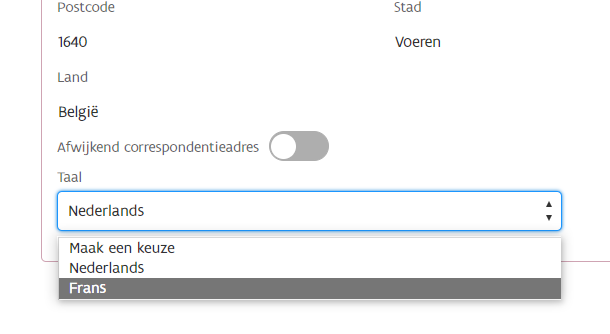 Postcode Stad
1640 Voeren
Land
België
Afwijkend correspondentieadres
Taal
Nederlands
Maak een keuze
Nederlands
Frans